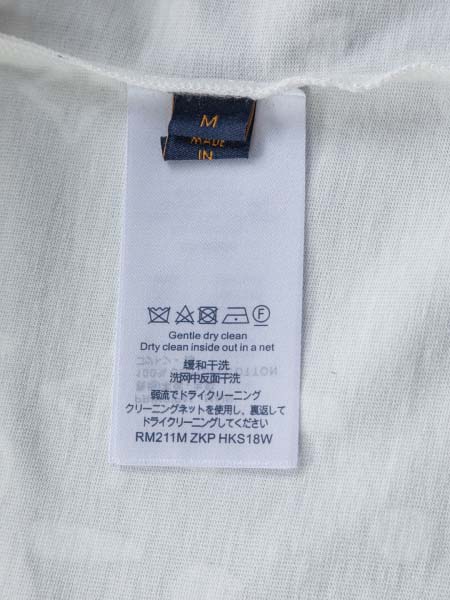 M
MADE
IN
Gentle dry clean
Drty clean inside out in a net
缓和干洗
洗网中反面干洗
弱流でドライクリーニング
クリーニングネットを使用し、裏返して
ドライクリーニングしてください
RM211M ZKP HKS18W